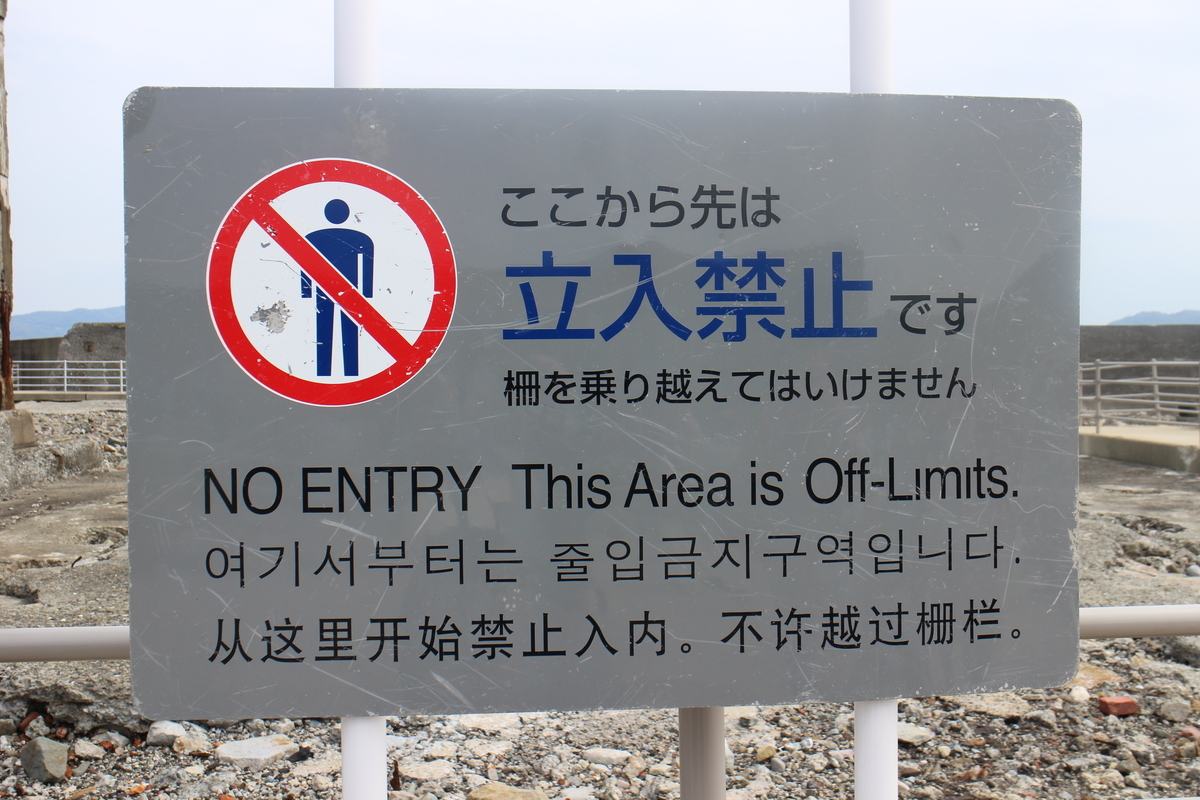 ここから先は
立入禁止です
柵を乗り越えてはいけません
NO ENTRY This Area is Off-Limits.
여기서부터는 줄입금지구역입니다.
从这里开始禁止入内。不许越过栅栏。